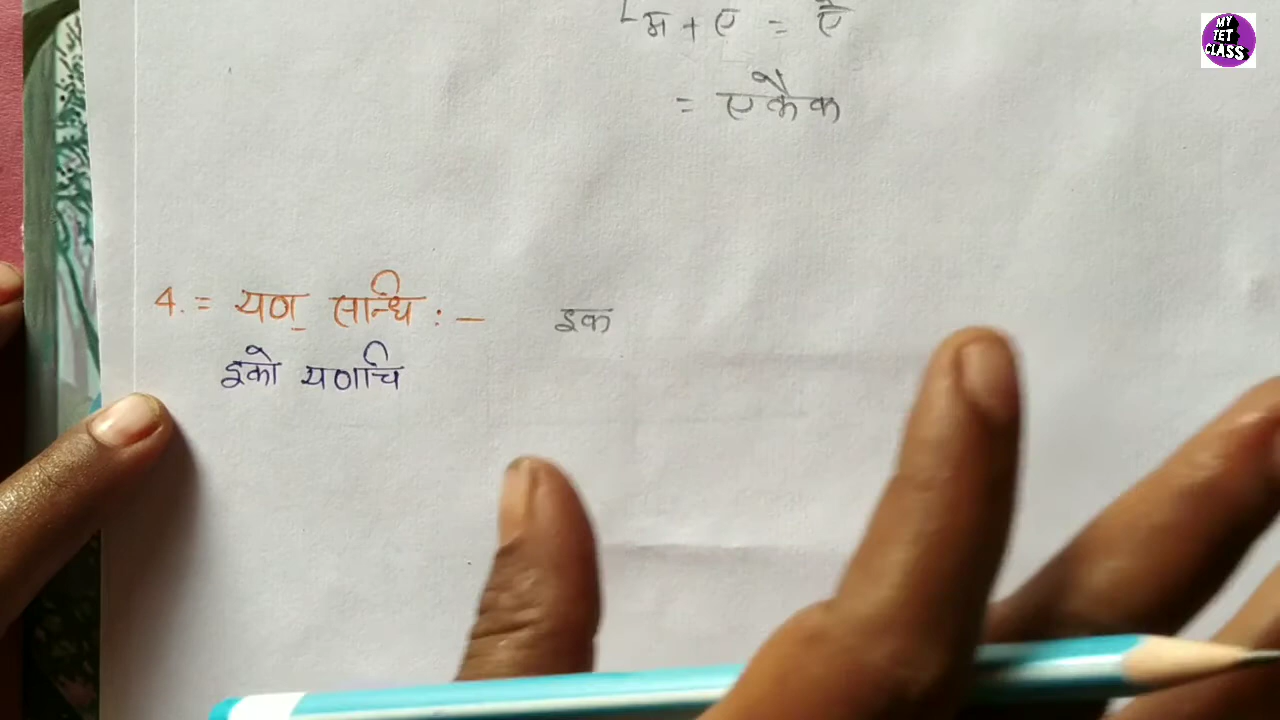 अ + ए = ऐ
= एकैक
4. = यण् सन्धि : – इक
इको यणचि
MY
TET
CLASS